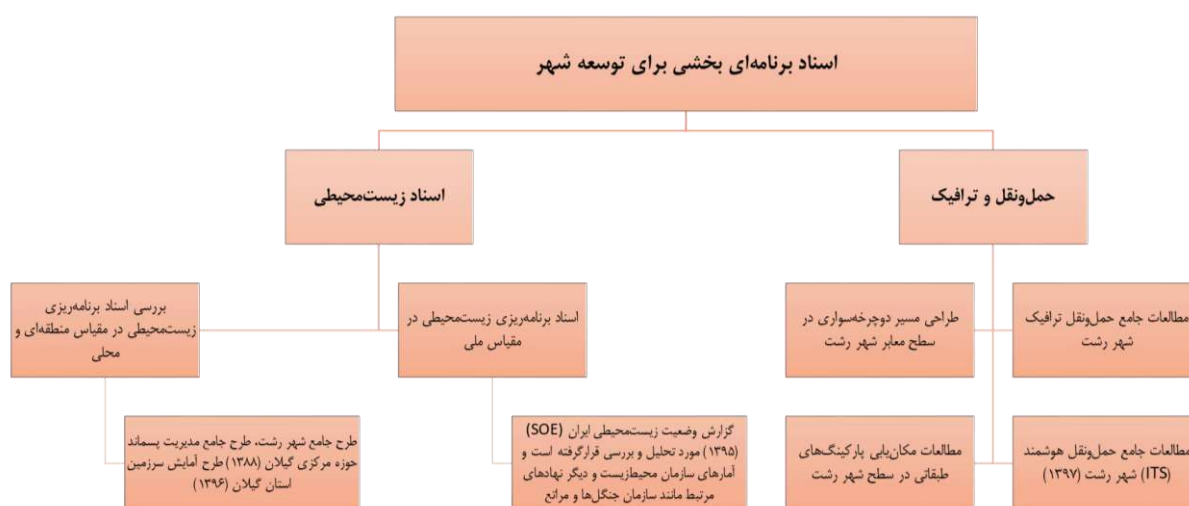 اسناد برنامه‌ای بخشی برای توسعه شهر
حمل‌ونقل و ترافیک
اسناد زیست‌محیطی
مطالعات جامع حمل‌ونقل ترافیک
شهر رشت
طراحی مسیر دوچرخه‌سواری در
سطح معابر شهر رشت
اسناد برنامه‌ریزی زیست‌محیطی در
مقیاس ملی
بررسی اسناد برنامه‌ریزی
زیست‌محیطی در مقیاس منطقه‌ای و
محلی
مطالعات جامع حمل‌ونقل هوشمند
(ITS) شهر رشت (۱۳۹۷)
مطالعات مکان‌یابی پارکینگ‌های
طبقاتی در سطح شهر رشت
گزارش وضعیت زیست‌محیطی ایران (SOE)
(۱۳۹۵) مورد تحلیل و بررسی قرارگرفته است و
آمارهای سازمان محیط‌زیست و دیگر نهادهای
مرتبط مانند سازمان جنگل‌ها و مراتع
طرح جامع شهر رشت، طرح جامع مدیریت پسماند
حوزه مرکزی گیلان (۱۳۸۸) طرح آمایش سرزمین
استان گیلان (۱۳۹۶)